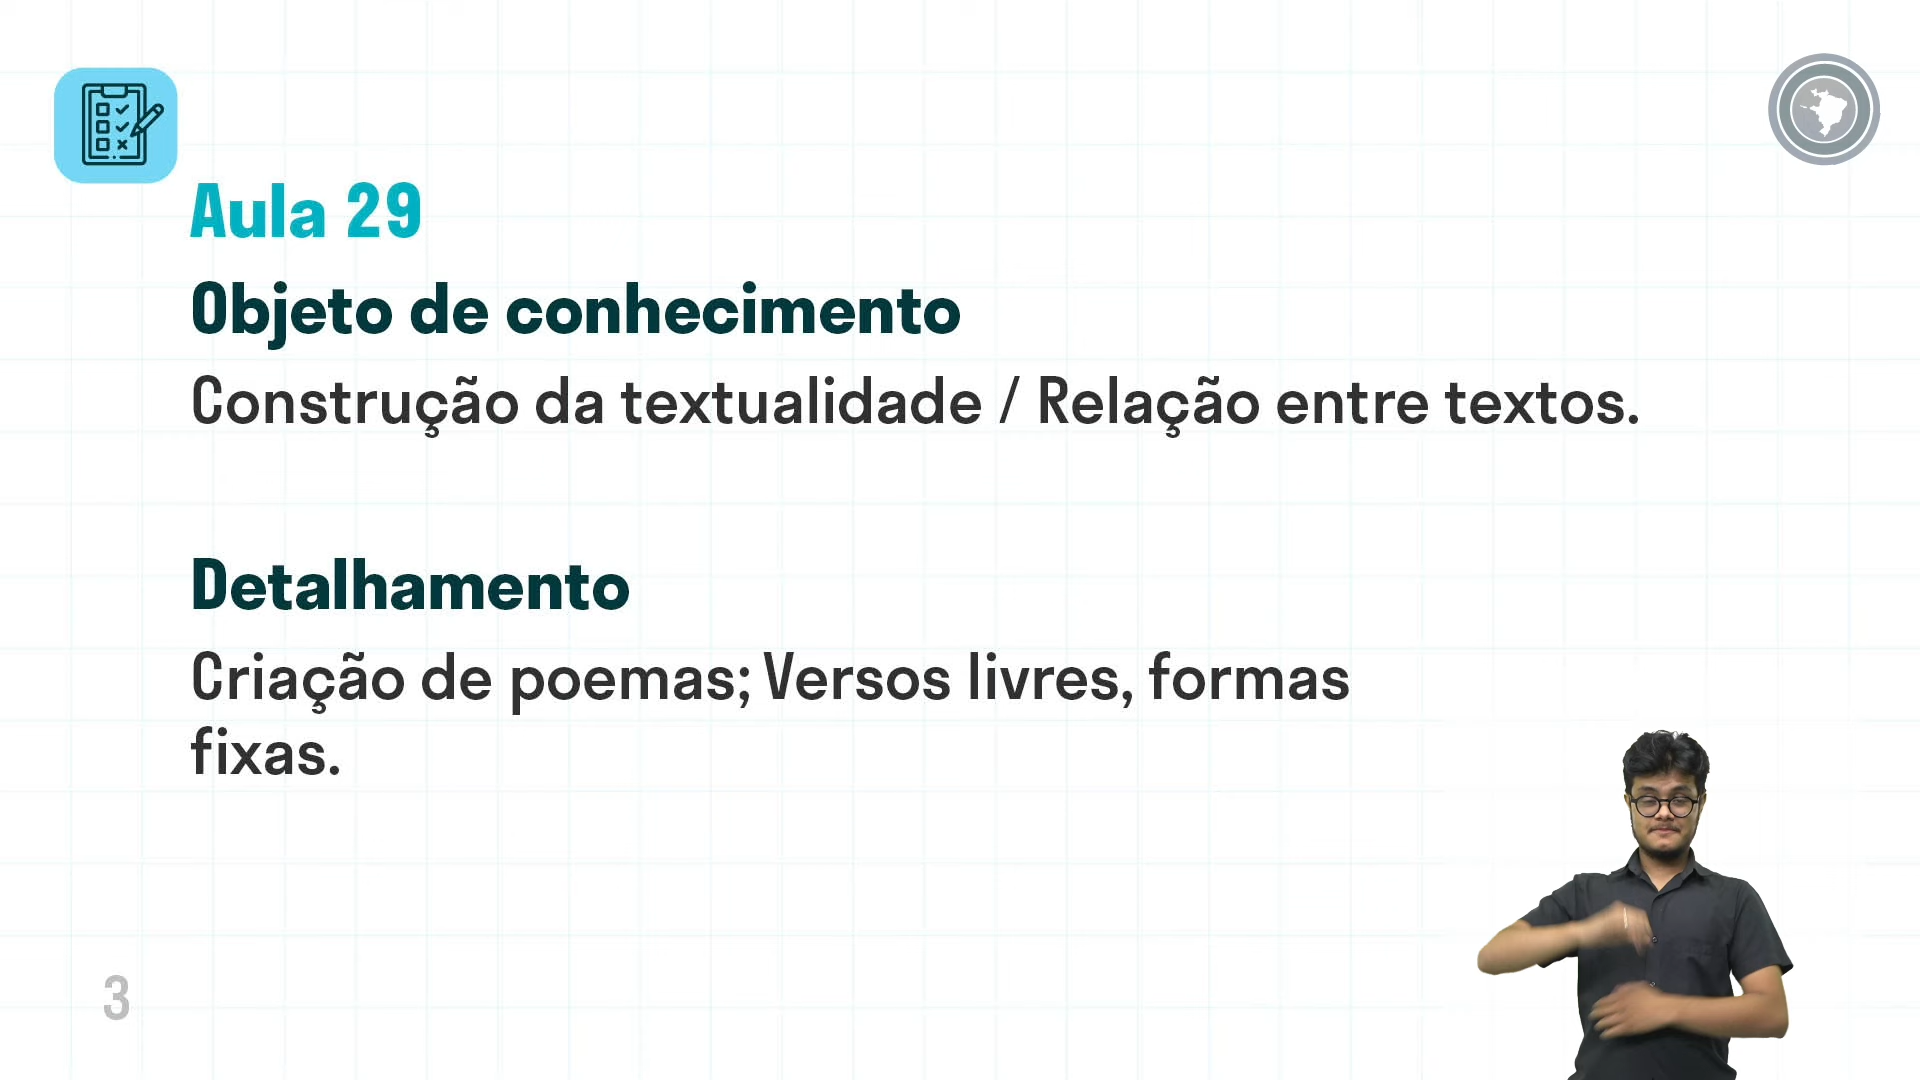 Aula 29
Objeto de conhecimento
Construção da textualidade / Relação entre textos.
Detalhamento
Criação de poemas; Versos livres, formas
fixas.
3